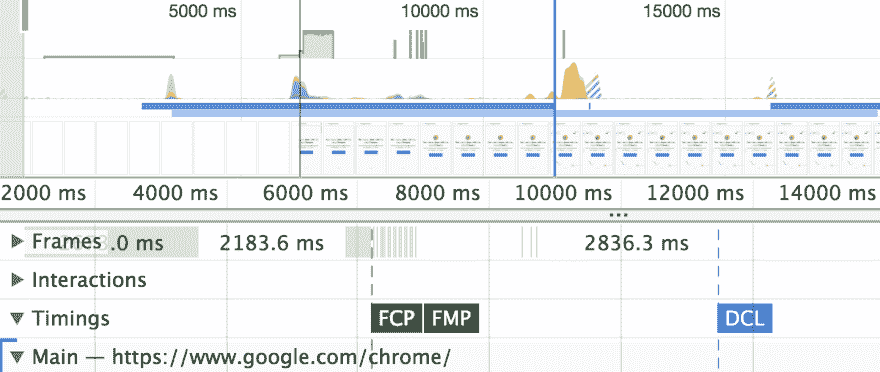 5000 ms 10000 ms 15000 ms
2000 ms 4000 ms 6000 ms 8000 ms 10000 ms 12000 ms 14000 ms
Frames .0 ms 2183.6 ms 2836.3 ms
Interactions
Timings FCP FMP DCL
Main — https://www.google.com/chrome/